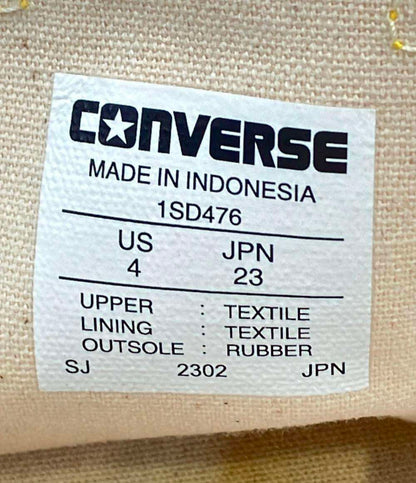 CONVERSE
MADE IN INDONESIA
1SD476
US JPN
4 23
UPPER : TEXTILE
LINING : TEXTILE
OUTSOLE : RUBBER
SJ 2302 JPN